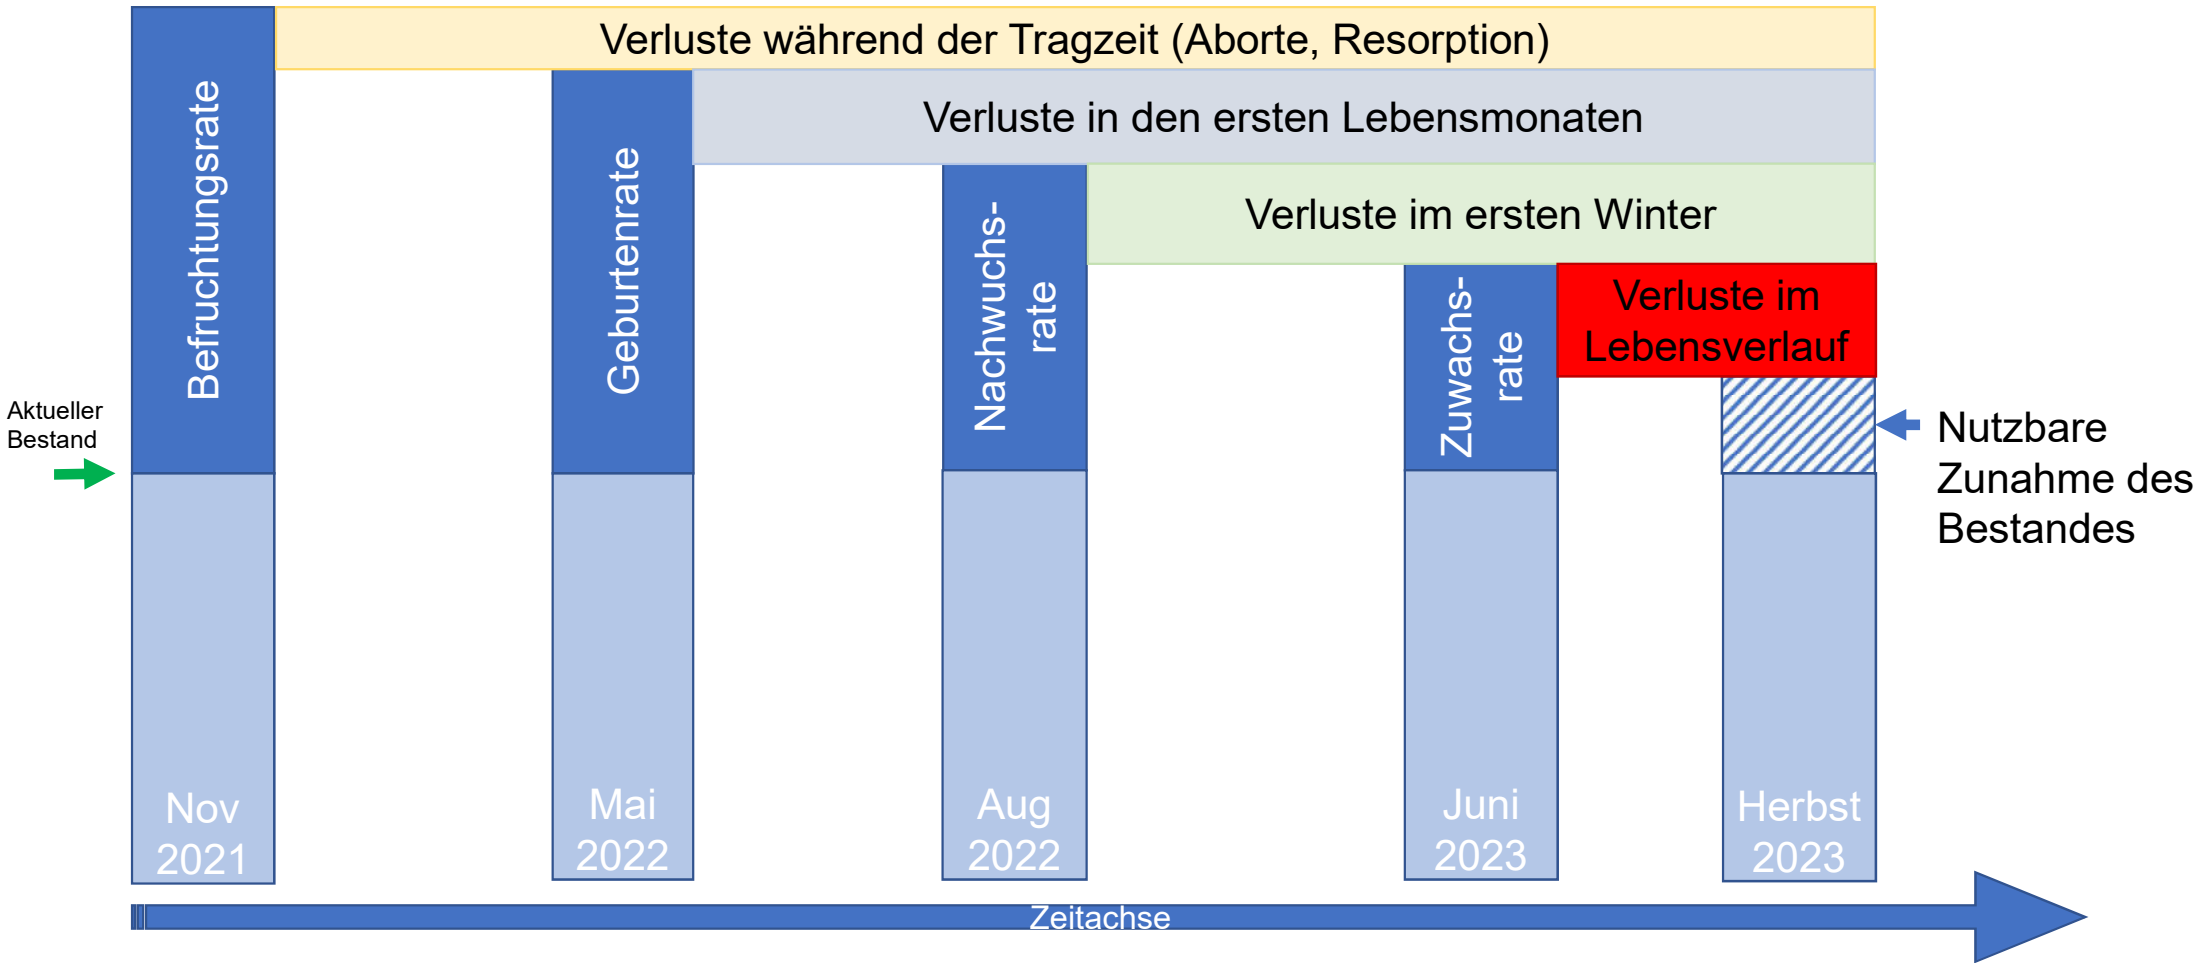 Verluste während der Tragzeit (Aborte, Resorption)
Verluste in den ersten Lebensmonaten
Verluste im ersten Winter
Verluste im
Lebensverlauf
Befruchtungsrate
Geburtenrate
Nachwuchs-
rate
Zuwachs-
rate
Aktueller
Bestand
Nutzbare
Zunahme des
Bestandes
Nov
2021
Mai
2022
Aug
2022
Juni
2023
Herbst
2023
Zeitachse